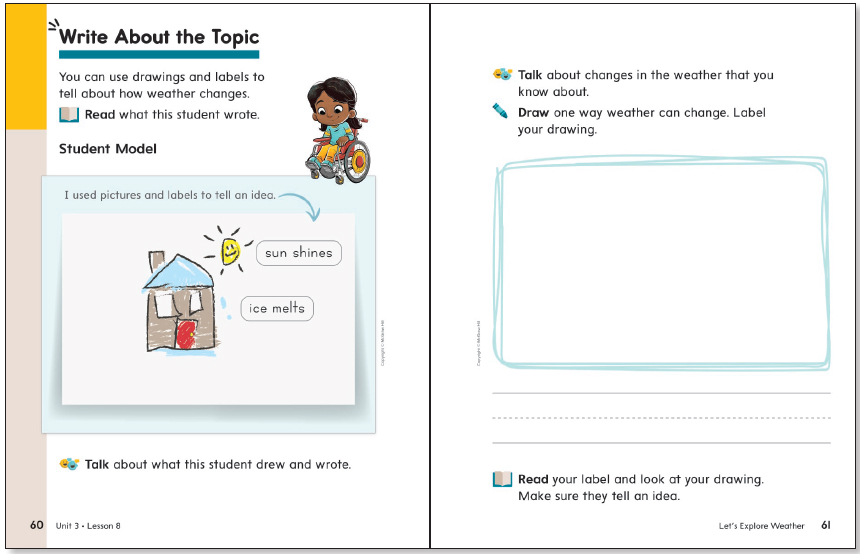 Write About the Topic
You can use drawings and labels to
tell about how weather changes.
Read what this student wrote.
Student Model
I used pictures and labels to tell an idea.
sun shines
ice melts
Copyright © McGraw Hill
Talk about what this student drew and wrote.
60 Unit 3 • Lesson 8
Talk about changes in the weather that you
know about.
Draw one way weather can change. Label
your drawing.
Copyright © McGraw Hill
Read your label and look at your drawing.
Make sure they tell an idea.
Let's Explore Weather 61